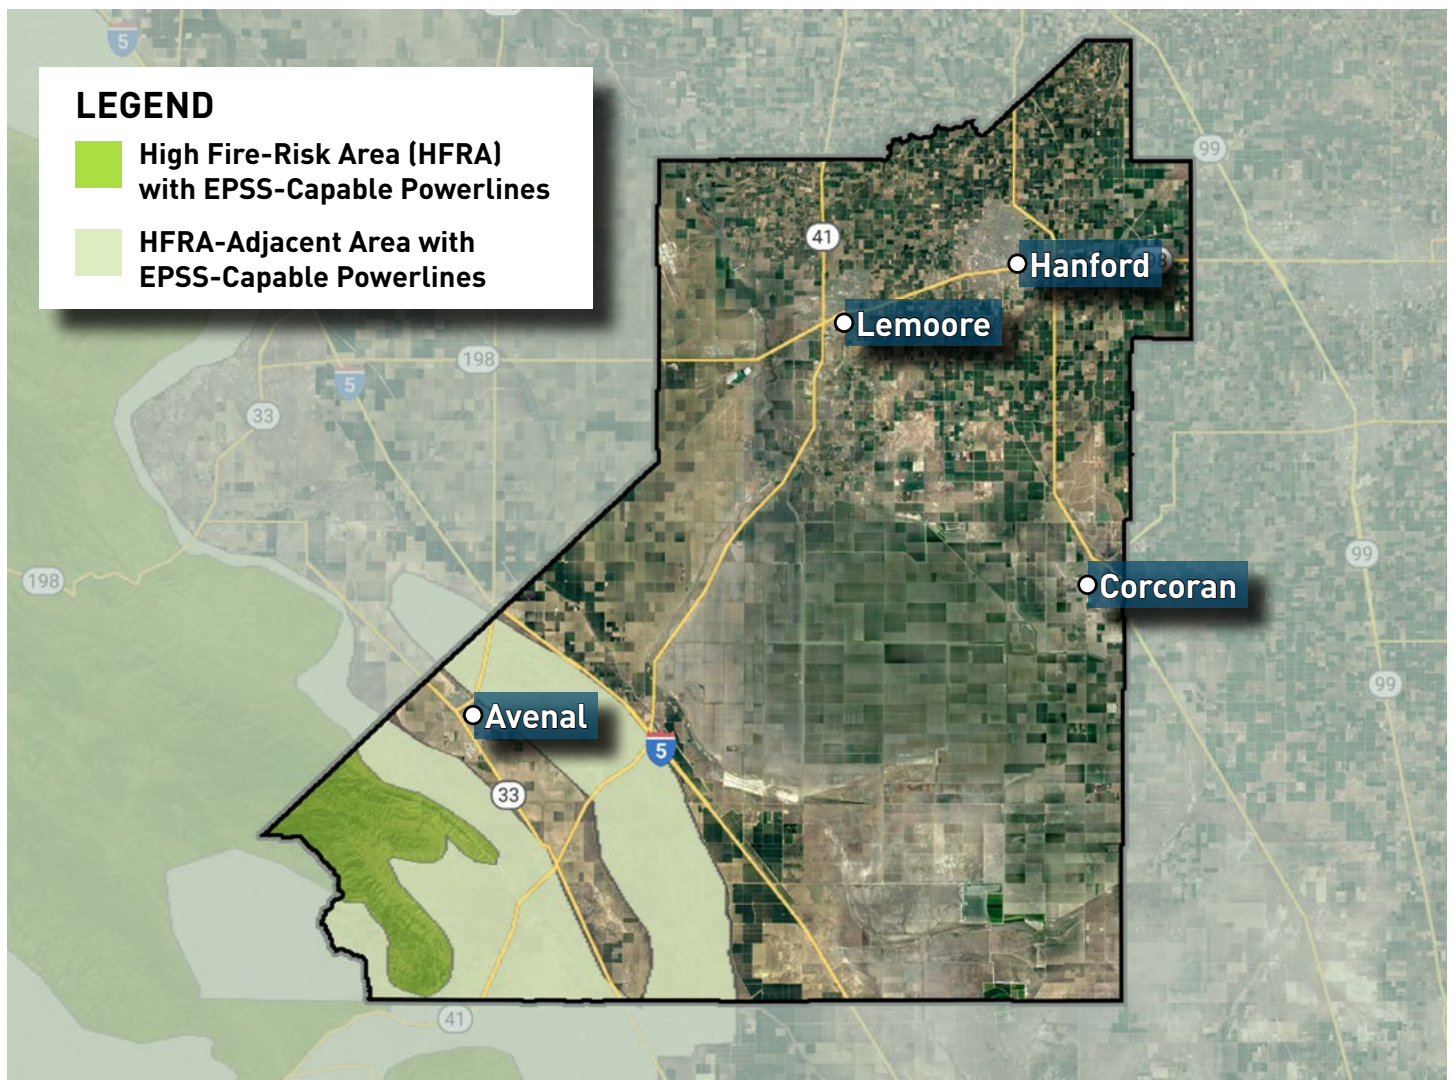 5
LEGEND
High Fire-Risk Area (HFRA)
with EPSS-Capable Powerlines
HFRA-Adjacent Area with
EPSS-Capable Powerlines
99
41
Hanford
98
Lemoore
198
5
33
99
198
Corcoran
99
Avenal
5
33
41